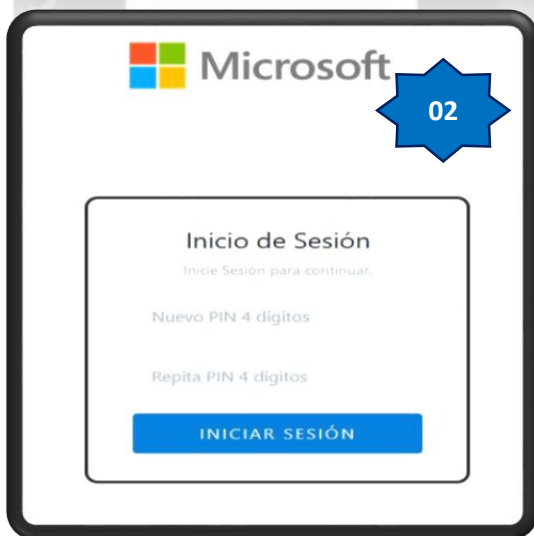 Microsoft
02
Inicio de Sesión
Inicie Sesión para continuar.
Nuevo PIN 4 digitos
Repita PIN 4 digitos
INICIAR SESIÓN